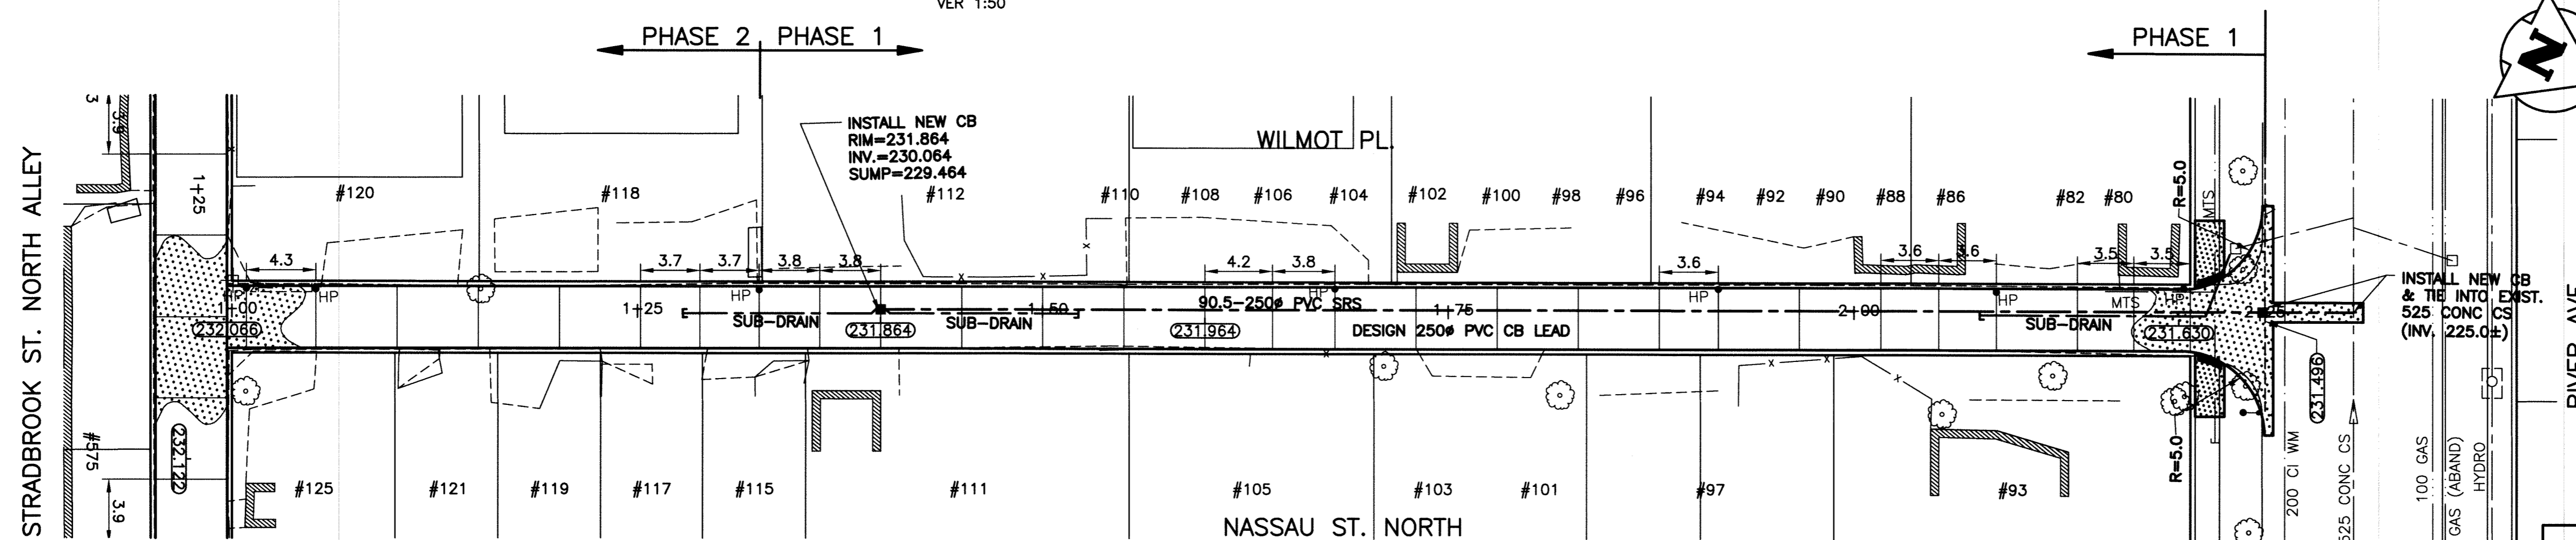 VER 1:50
PHASE 2
PHASE 1
PHASE 1
N
STRADBROOK ST. NORTH ALLEY
3
3.9
1+25
INSTALL NEW CB
RIM=231.864
INV.=230.064
SUMP=229.464
WILMOT PL.
#120
#118
#112
#110
#108
#106
#104
#102
#100
#98
#96
#94
#92
#90
#88
#86
#82
#80
R=5.0
MTS
4.3
3.7
3.7
3.8
3.8
4.2
3.8
3.6
3.6
3.6
3.5
3.5
HP
HP
HP
HP
HP
HP
MTS
HP
1+00
1+25
1+50
90.5-250ø PVC SRS
1+75
2+00
2+25
232.066
SUB-DRAIN
231.864
SUB-DRAIN
231.964
DESIGN 250ø PVC CB LEAD
SUB-DRAIN
231.630
INSTALL NEW CB
& TIE INTO EXIST.
525 CONC CS
(INV. 225.0±)
231.496
#575
232.122
3.9
#125
#121
#119
#117
#115
#111
#105
#103
#101
#97
#93
R=5.0
NASSAU ST. NORTH
200 CI WM
525 CONC CS
100 GAS
GAS (ABAND)
HYDRO
RIVER AVE